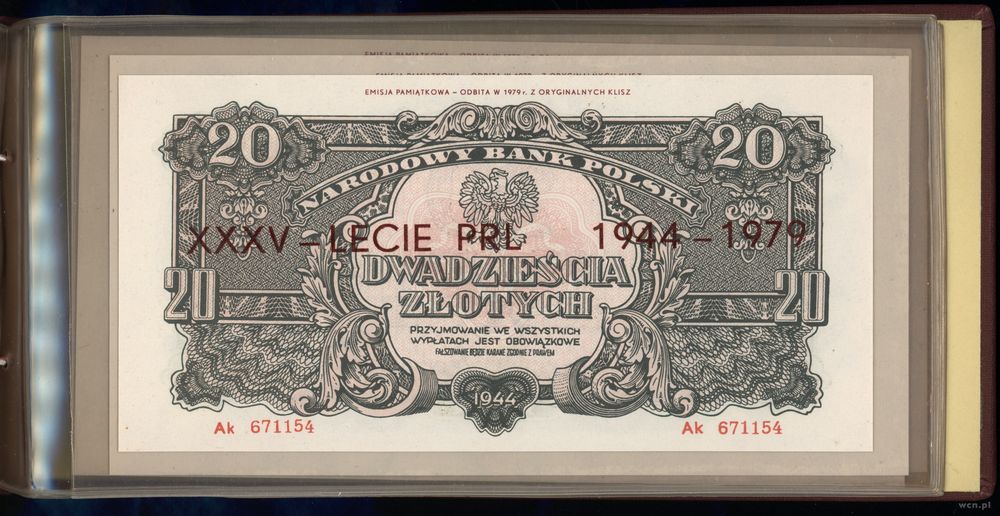 EMISJA PAMIĄTKOWA – ODBITA W 1979 r. Z ORYGINALNYCH KLISZ
20 20
NARODOWY BANK POLSKI
XXXV – LECIE PRL 1944 – 1979
DWADZIEŚCIA
20 20
ZŁOTYCH
PRZYJMOWANIE WE WSZYSTKICH
WYPŁATACH JEST OBOWIĄZKOWE
FAŁSZOWANIE BĘDZIE KARANE ZGODNIE Z PRAWEM
1944
Ak 671154 Ak 671154
wcn.pl